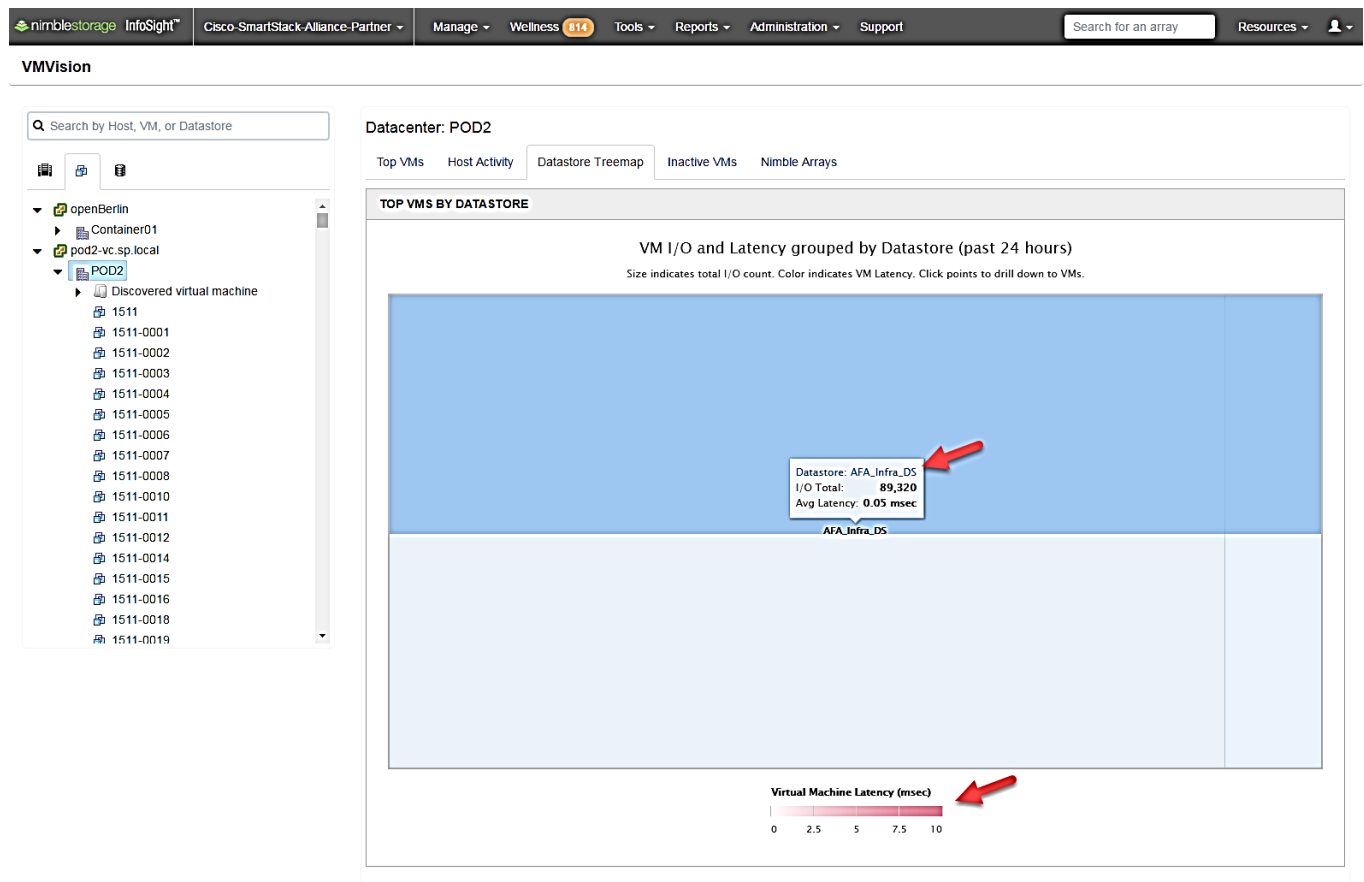 nimblestorage InfoSight™ Cisco-SmartStack-Alliance-Partner Manage Wellness 814 Tools Reports Administration Support Search for an array Resources
VMVision
Search by Host, VM, or Datastore
openBerlin
Container01
pod2-vc.sp.local
POD2
Discovered virtual machine
1511
1511-0001
1511-0002
1511-0003
1511-0004
1511-0005
1511-0006
1511-0007
1511-0008
1511-0010
1511-0011
1511-0012
1511-0014
1511-0015
1511-0016
1511-0018
1511-0019
Datacenter: POD2
Top VMs Host Activity Datastore Treemap Inactive VMs Nimble Arrays
TOP VMS BY DATASTORE
VM I/O and Latency grouped by Datastore (past 24 hours)
Size indicates total I/O count. Color indicates VM Latency. Click points to drill down to VMs.
Datastore: AFA_Infra_DS
I/O Total: 89,320
Avg Latency: 0.05 msec
AFA_Infra_DS
Virtual Machine Latency (msec)
0 2.5 5 7.5 10